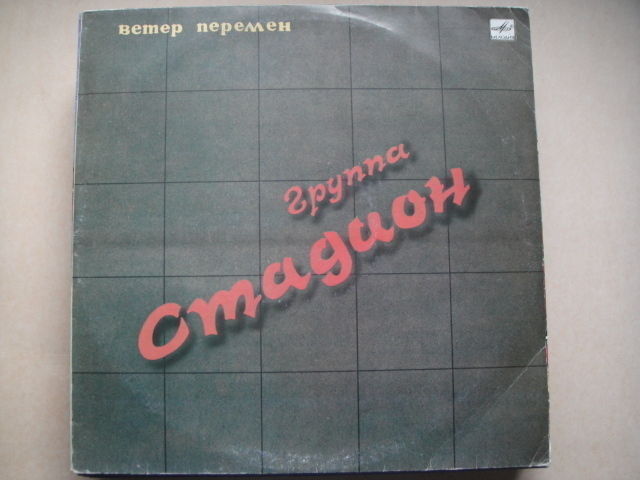 ветер перемен
группа
Стадион